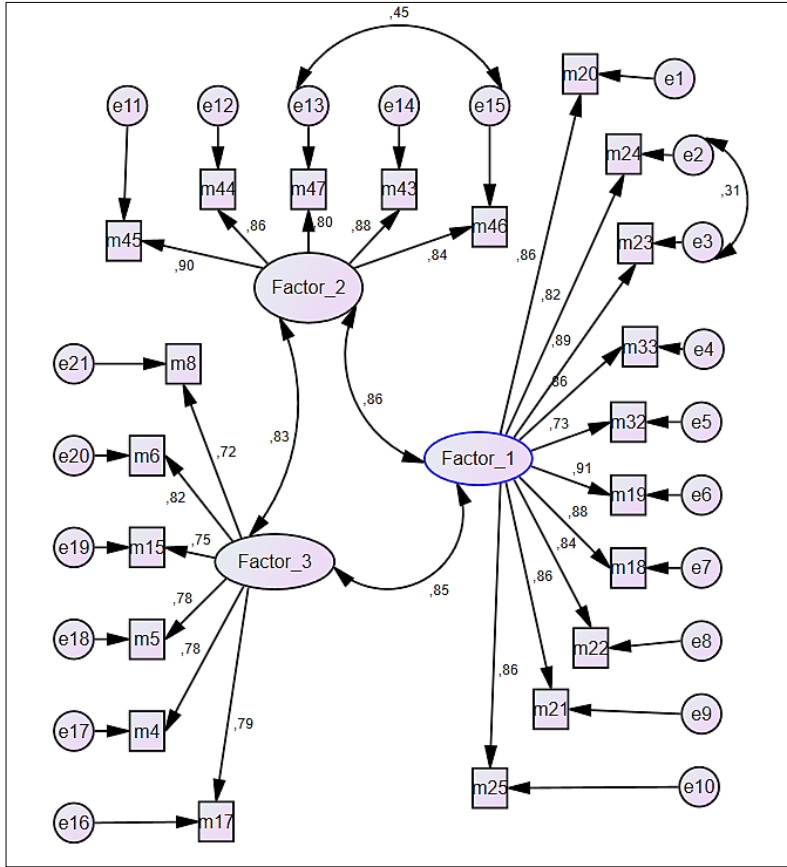 ,45
e11
e12
e13
e14
e15
m20
e1
m24
e2
m44
m47
m43
,31
m45
,86
,80
,88
m46
m23
e3
,90
,84
,86
Factor_2
,82
,89
m33
e4
e21
m8
,86
,86
,73
m32
e5
e20
m6
,83
,72
Factor_1
,91
m19
e6
,82
,88
e19
m15
,75
Factor_3
,84
m18
e7
,85
,86
,78
e18
m5
,78
m22
e8
,86
m21
e9
e17
m4
,79
m25
e10
e16
m17